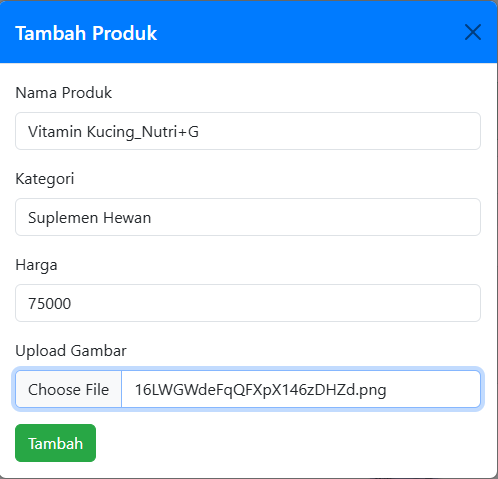 Tambah Produk
Nama Produk
Vitamin Kucing_Nutri+G
Kategori
Suplemen Hewan
Harga
75000
Upload Gambar
Choose File 16LWGWdeFqQFXpX146zDHZd.png
Tambah